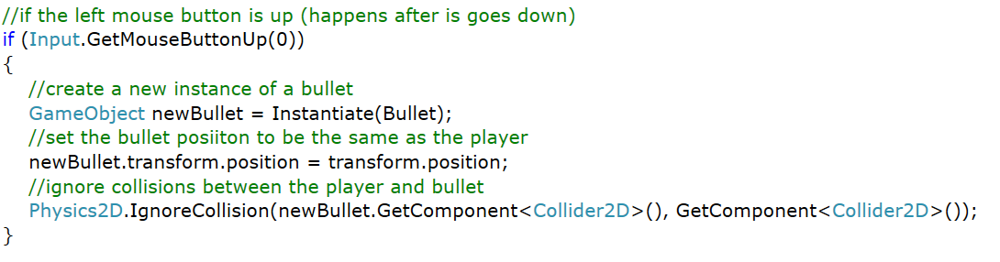 //if the left mouse button is up (happens after is goes down)
if (Input.GetMouseButtonUp(0))
{
//create a new instance of a bullet
GameObject newBullet = Instantiate(Bullet);
//set the bullet posiiton to be the same as the player
newBullet.transform.position = transform.position;
//ignore collisions between the player and bullet
Physics2D.IgnoreCollision(newBullet.GetComponent<Collider2D>(), GetComponent<Collider2D>());
}